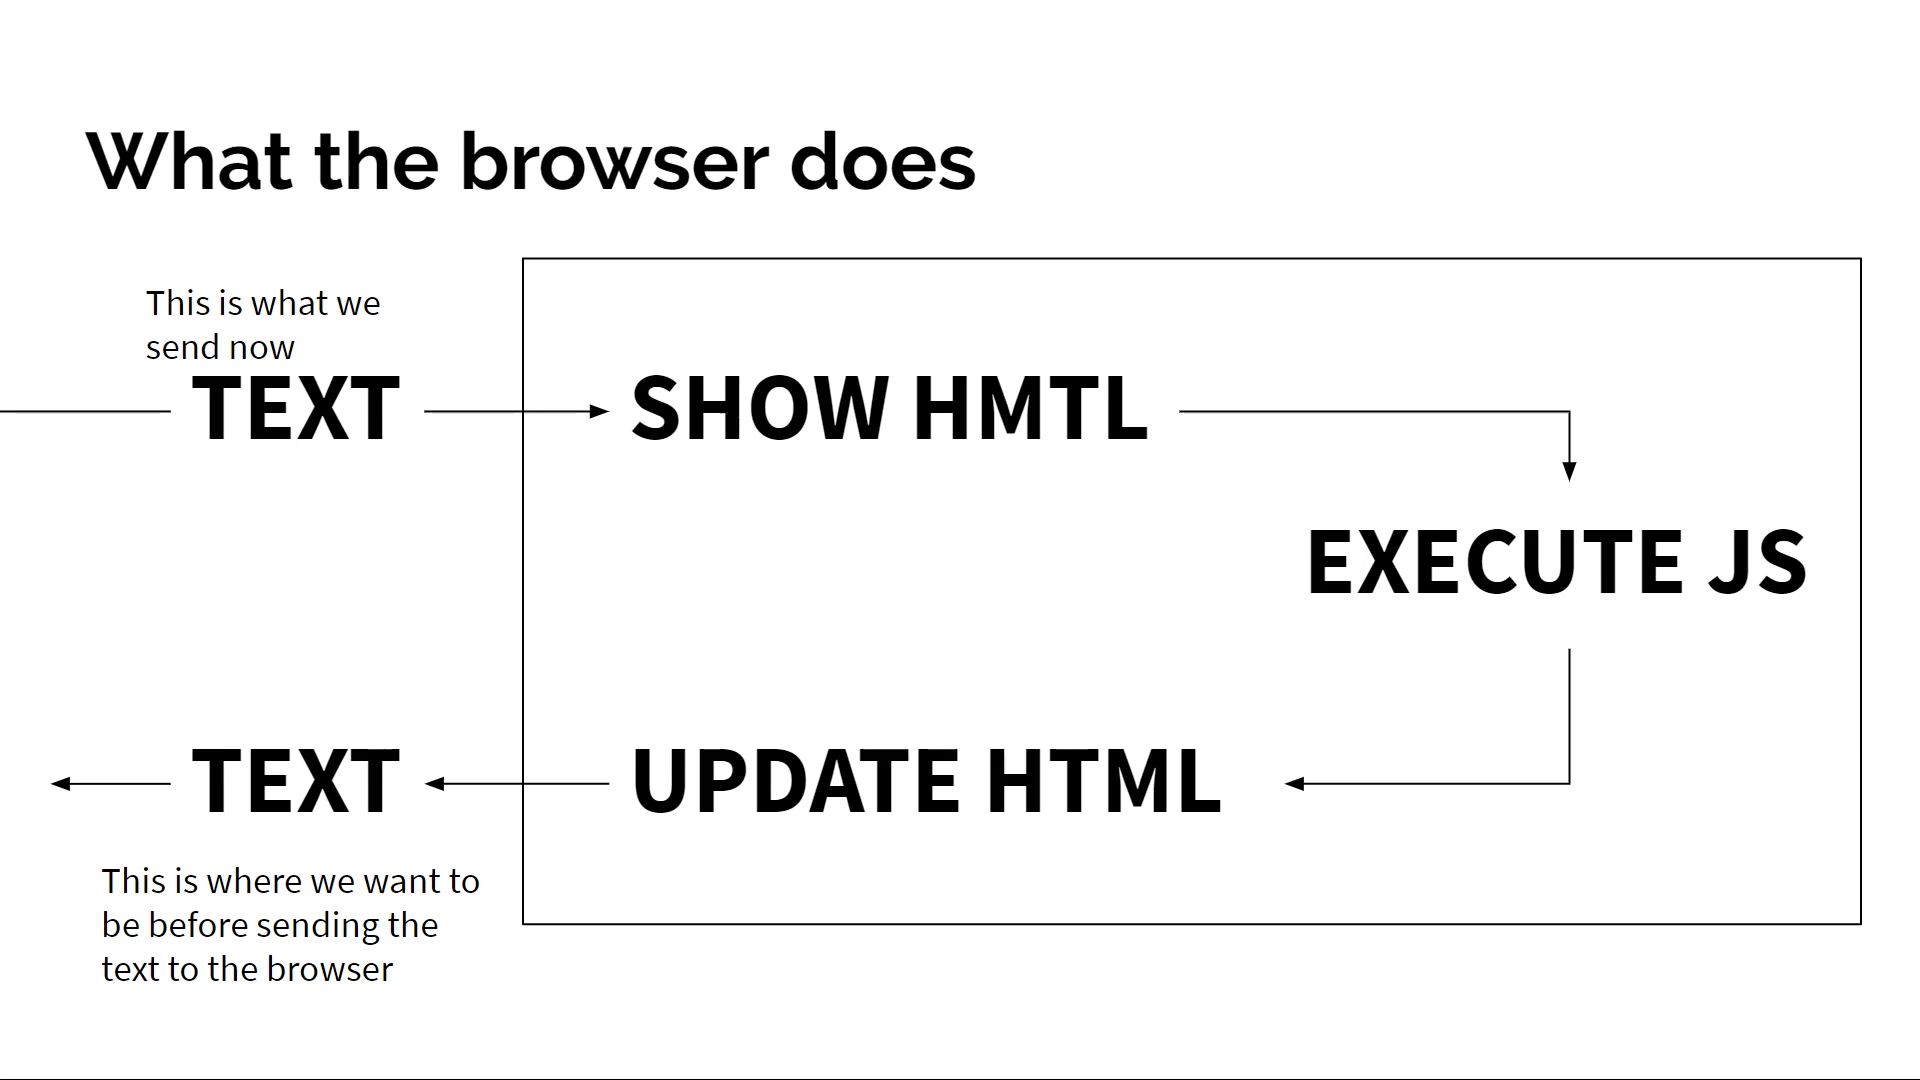 What the browser does
This is what we
send now
TEXT
SHOW HMTL
EXECUTE JS
TEXT
UPDATE HTML
This is where we want to
be before sending the
text to the browser